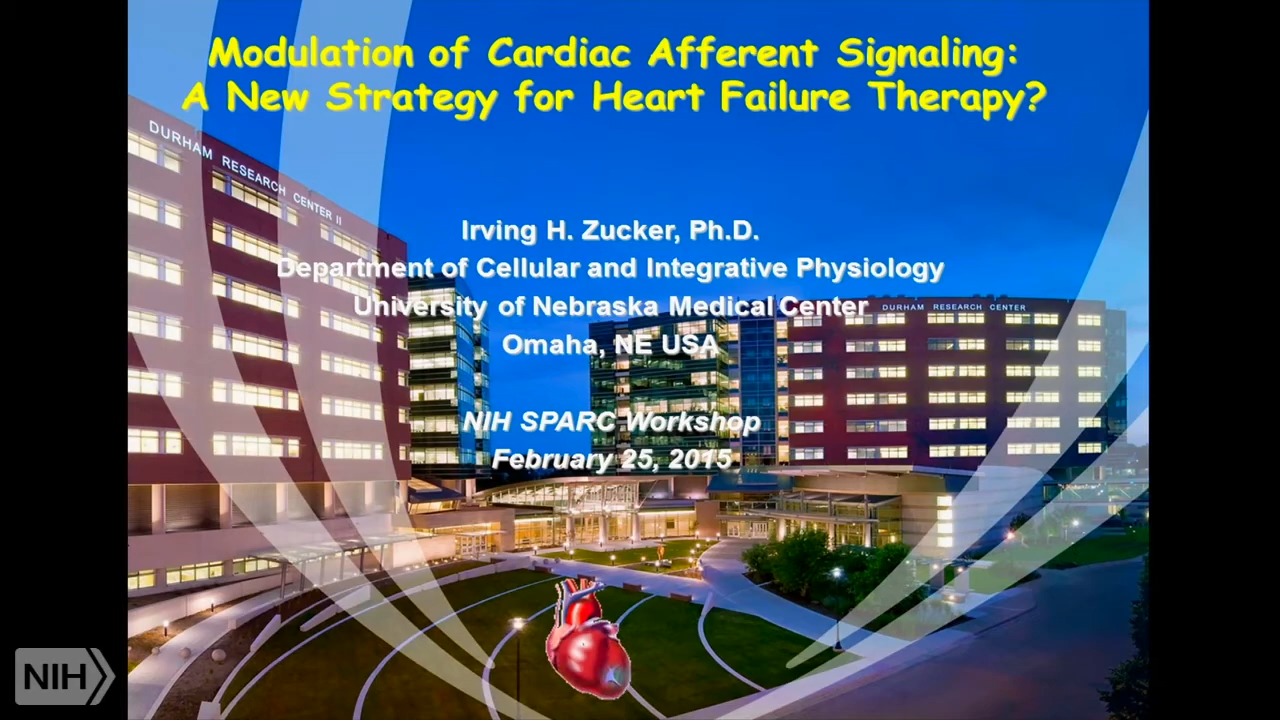 Modulation of Cardiac Afferent Signaling:
A New Strategy for Heart Failure Therapy?
DURHAM RESEARCH CENTER II
Irving H. Zucker, Ph.D.
Department of Cellular and Integrative Physiology
University of Nebraska Medical Center
DURHAM RESEARCH CENTER
Omaha, NE USA
NIH SPARC Workshop
February 25, 2015
NIH